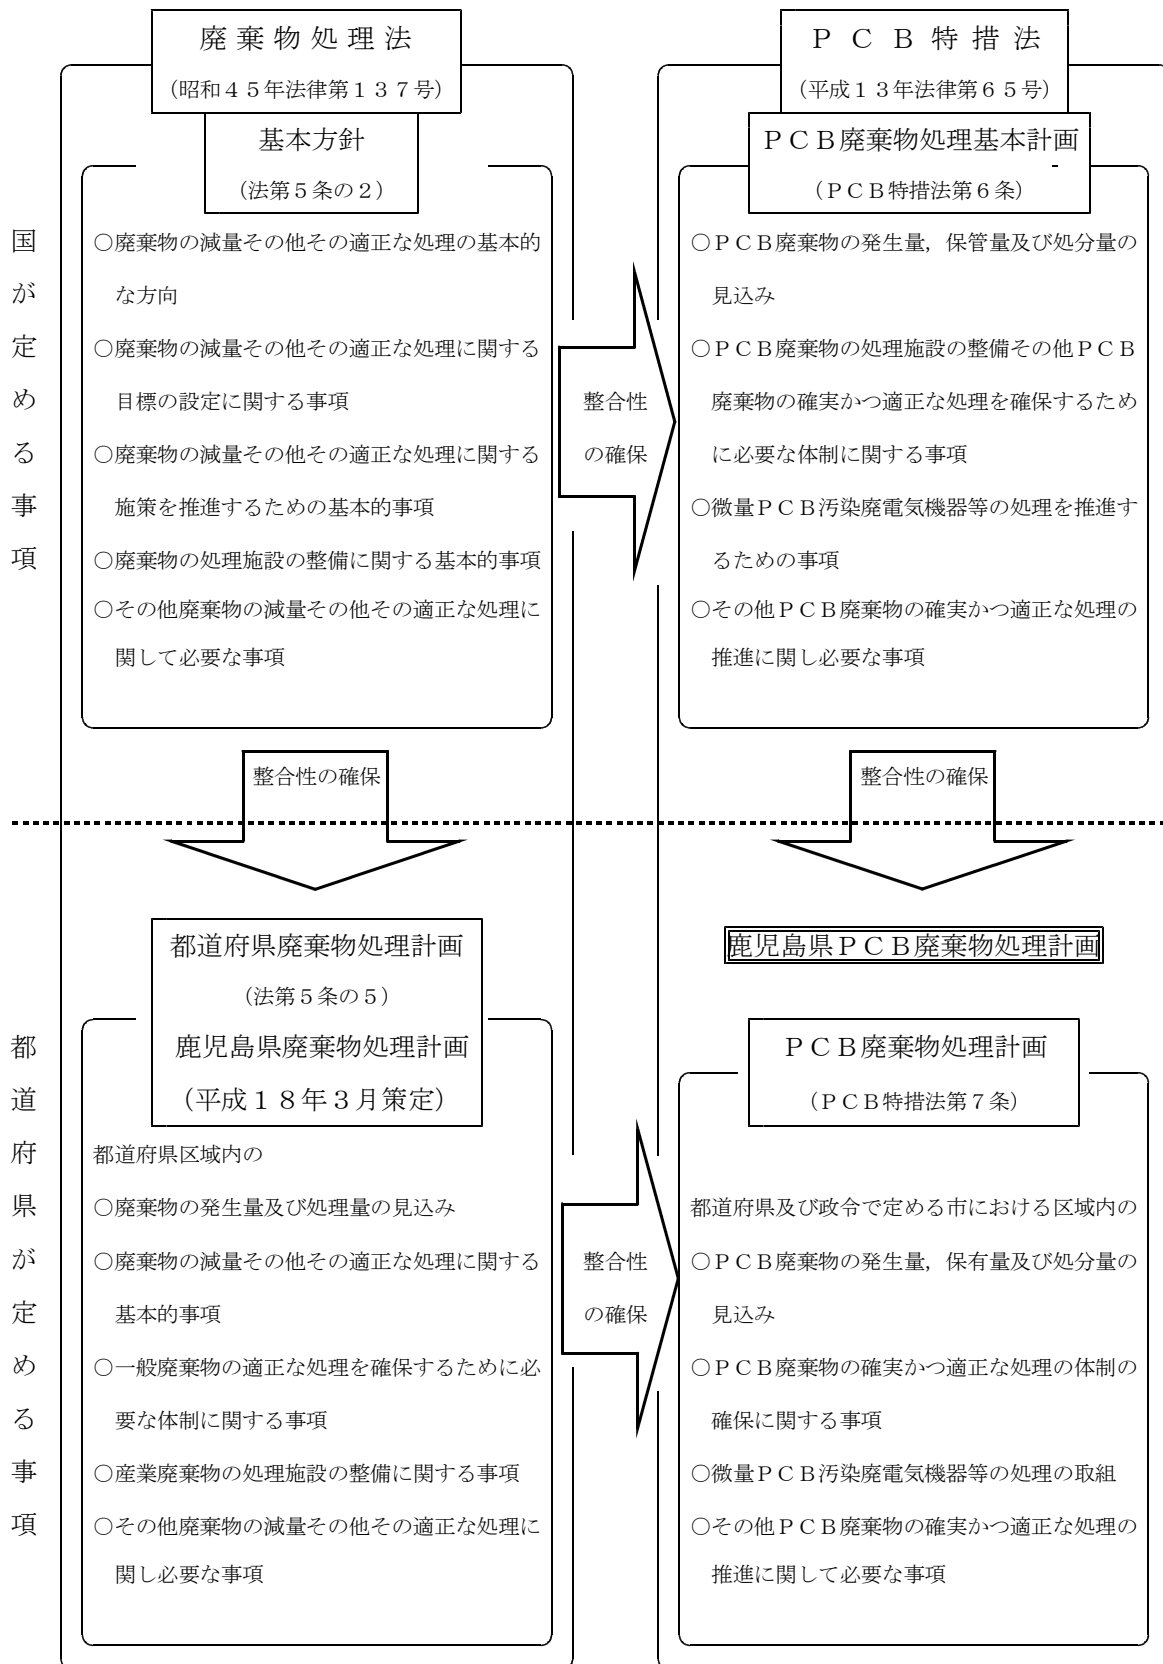 廃棄物処理法
（昭和４５年法律第１３７号）
基本方針
（法第５条の２）
国が定める事項
○廃棄物の減量その他その適正な処理の基本的
な方向
○廃棄物の減量その他その適正な処理に関する
目標の設定に関する事項
○廃棄物の減量その他その適正な処理に関する
施策を推進するための基本的事項
○廃棄物の処理施設の整備に関する基本的事項
○その他廃棄物の減量その他その適正な処理に
関して必要な事項
整合性
の確保
ＰＣＢ特措法
（平成１３年法律第６５号）
ＰＣＢ廃棄物処理基本計画
（ＰＣＢ特措法第６条）
○ＰＣＢ廃棄物の発生量，保管量及び処分量の
見込み
○ＰＣＢ廃棄物の処理施設の整備その他ＰＣＢ
廃棄物の確実かつ適正な処理を確保するため
に必要な体制に関する事項
○微量ＰＣＢ汚染廃電気機器等の処理を推進す
るための事項
○その他ＰＣＢ廃棄物の確実かつ適正な処理の
推進に関し必要な事項
整合性の確保
整合性の確保
都道府県が定める事項
都道府県廃棄物処理計画
（法第５条の５）
鹿児島県廃棄物処理計画
（平成１８年３月策定）
都道府県区域内の
○廃棄物の発生量及び処理量の見込み
○廃棄物の減量その他その適正な処理に関する
基本的事項
○一般廃棄物の適正な処理を確保するために必
要な体制に関する事項
○産業廃棄物の処理施設の整備に関する事項
○その他廃棄物の減量その他その適正な処理に
関し必要な事項
整合性
の確保
鹿児島県ＰＣＢ廃棄物処理計画
ＰＣＢ廃棄物処理計画
（ＰＣＢ特措法第７条）
都道府県及び政令で定める市における区域内の
○ＰＣＢ廃棄物の発生量，保有量及び処分量の
見込み
○ＰＣＢ廃棄物の確実かつ適正な処理の体制の
確保に関する事項
○微量ＰＣＢ汚染廃電気機器等の処理の取組
○その他ＰＣＢ廃棄物の確実かつ適正な処理の
推進に関して必要な事項